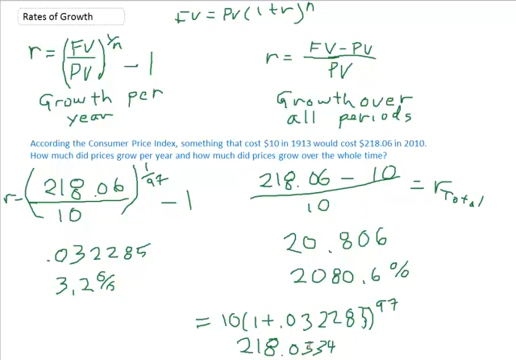 Rates of Growth
FV = PV(1+r)^n
r = (FV/PV)^1/n - 1
r = FV-PV/PV
Growth per
year
Growth over
all periods
According to the Consumer Price Index, something that cost $10 in 1913 would cost $218.06 in 2010.
How much did prices grow per year and how much did prices grow over the whole time?
r=(218.06/10)^1/97 - 1
218.06 - 10/10 = rTotal
.032285
20.806
3.2%
2080.6%
= 10(1+.032285)^97
218.0334